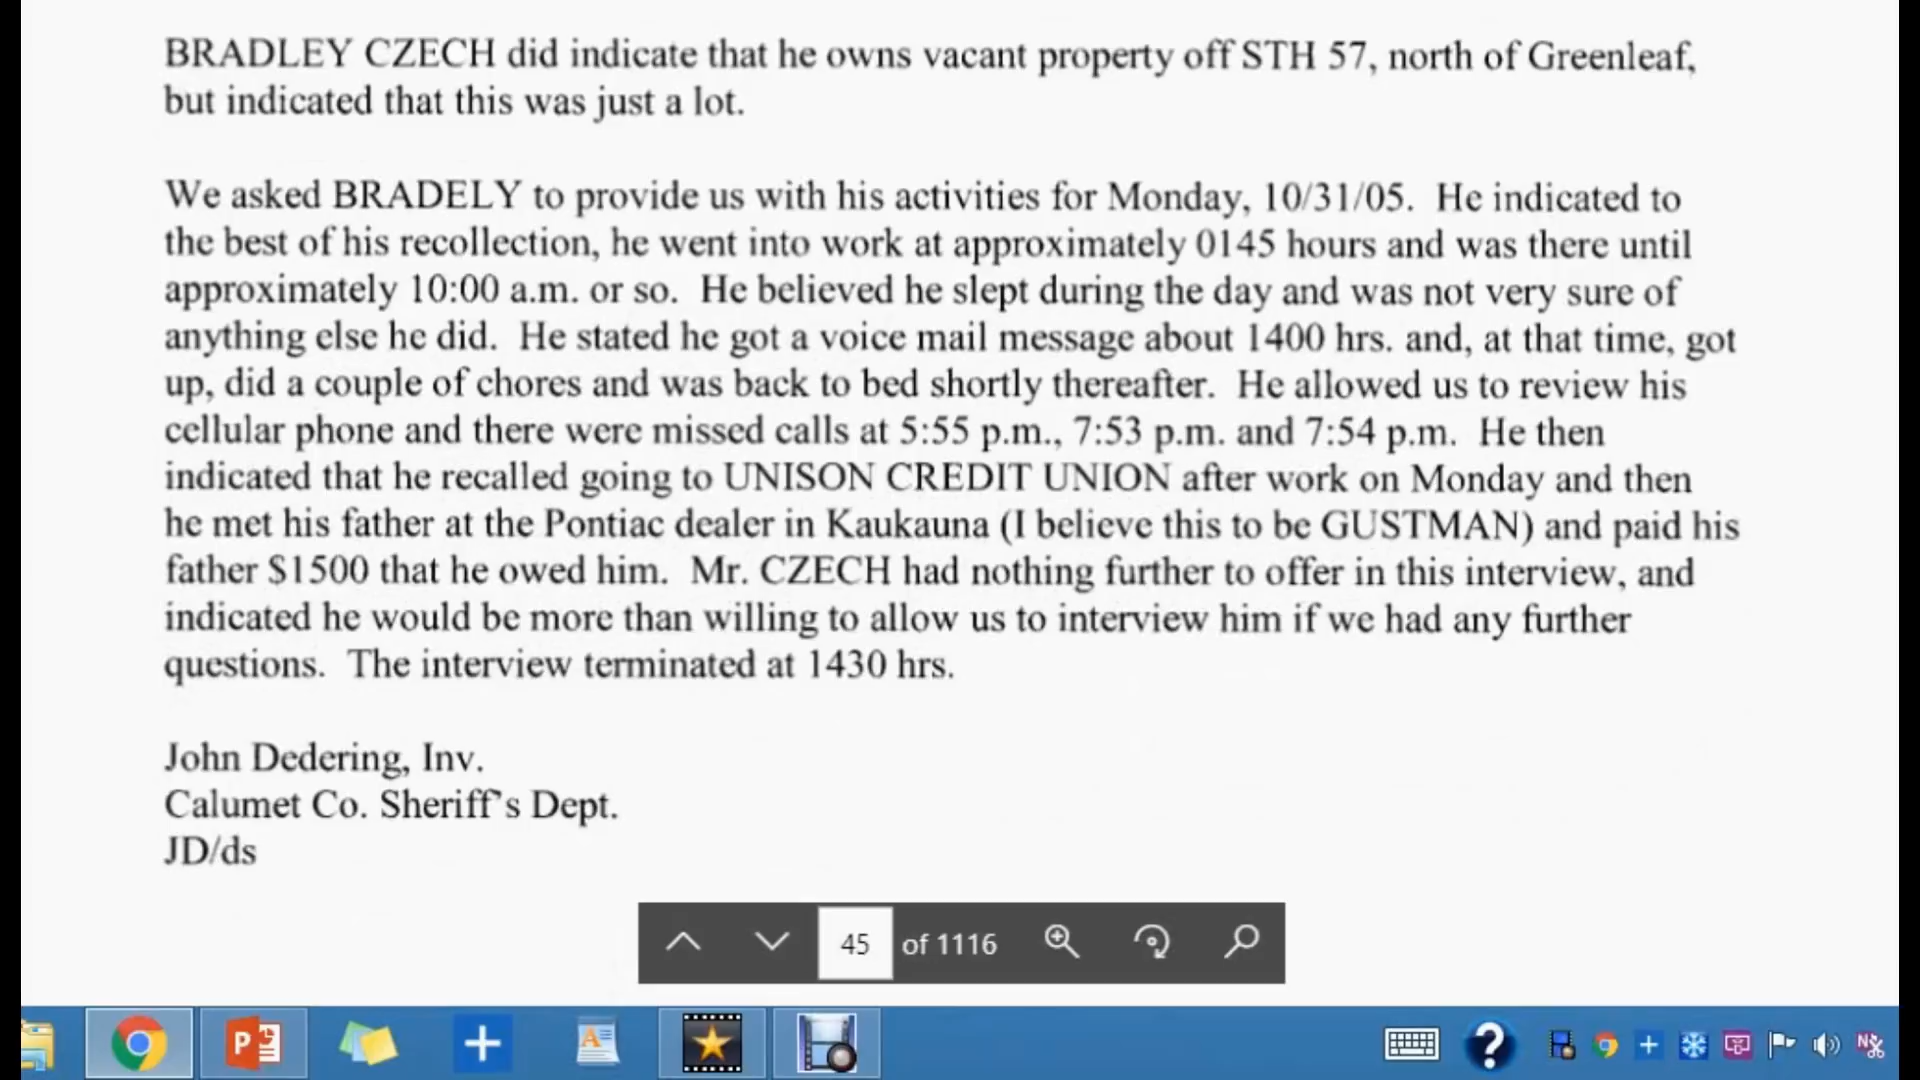 BRADLEY CZECH did indicate that he owns vacant property off STH 57, north of Greenleaf,
but indicated that this was just a lot.
We asked BRADELY to provide us with his activities for Monday, 10/31/05. He indicated to
the best of his recollection, he went into work at approximately 0145 hours and was there until
approximately 10:00 a.m. or so. He believed he slept during the day and was not very sure of
anything else he did. He stated he got a voice mail message about 1400 hrs. and, at that time, got
up, did a couple of chores and was back to bed shortly thereafter. He allowed us to review his
cellular phone and there were missed calls at 5:55 p.m., 7:53 p.m. and 7:54 p.m. He then
indicated that he recalled going to UNISON CREDIT UNION after work on Monday and then
he met his father at the Pontiac dealer in Kaukauna (I believe this to be GUSTMAN) and paid his
father $1500 that he owed him. Mr. CZECH had nothing further to offer in this interview, and
indicated he would be more than willing to allow us to interview him if we had any further
questions. The interview terminated at 1430 hrs.
John Dedering, Inv.
Calumet Co. Sheriff's Dept.
JD/ds
45 of 1116